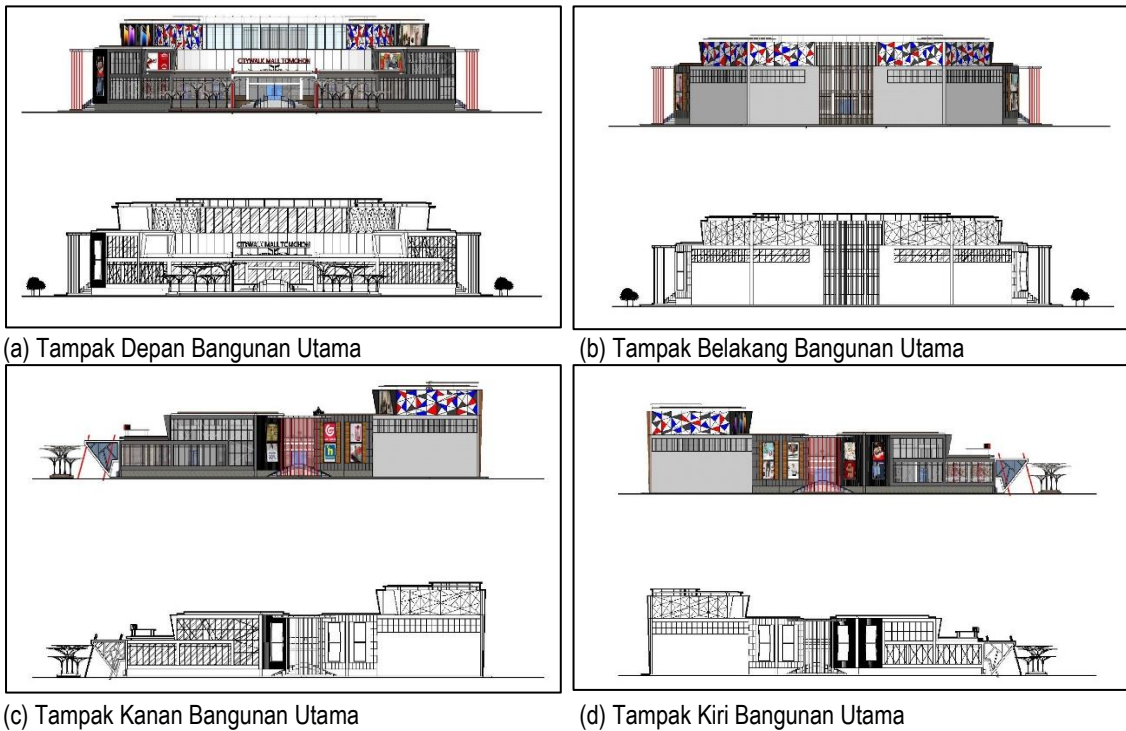 CITYWALK MALL TOMOHON
CITYWALK MALL TOMOHON
(a) Tampak Depan Bangunan Utama
(b) Tampak Belakang Bangunan Utama
(c) Tampak Kanan Bangunan Utama
(d) Tampak Kiri Bangunan Utama